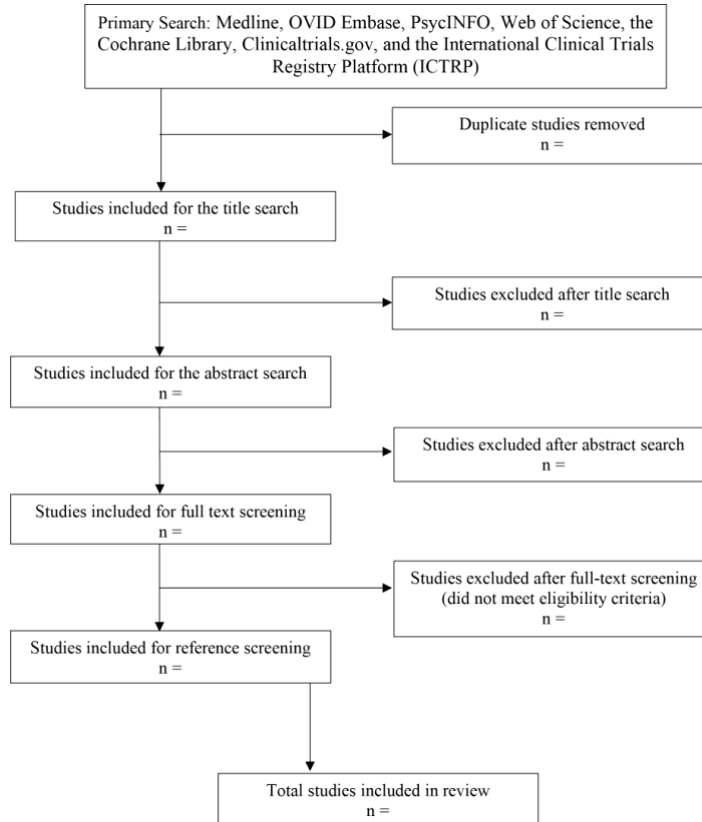 Primary Search: Medline, OVID Embase, PsycINFO, Web of Science, the
Cochrane Library, Clinicaltrials.gov, and the International Clinical Trials
Registry Platform (ICTRP)
Duplicate studies removed
n =
Studies included for the title search
n =
Studies excluded after title search
n =
Studies included for the abstract search
n =
Studies excluded after abstract search
n =
Studies included for full text screening
n =
Studies excluded after full-text screening
(did not meet eligibility criteria)
n =
Studies included for reference screening
n =
Total studies included in review
n =